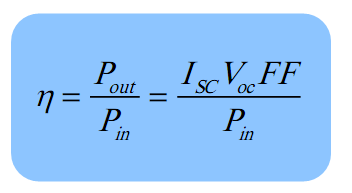 η = P_out / P_in = I_SC V_oc FF / P_in